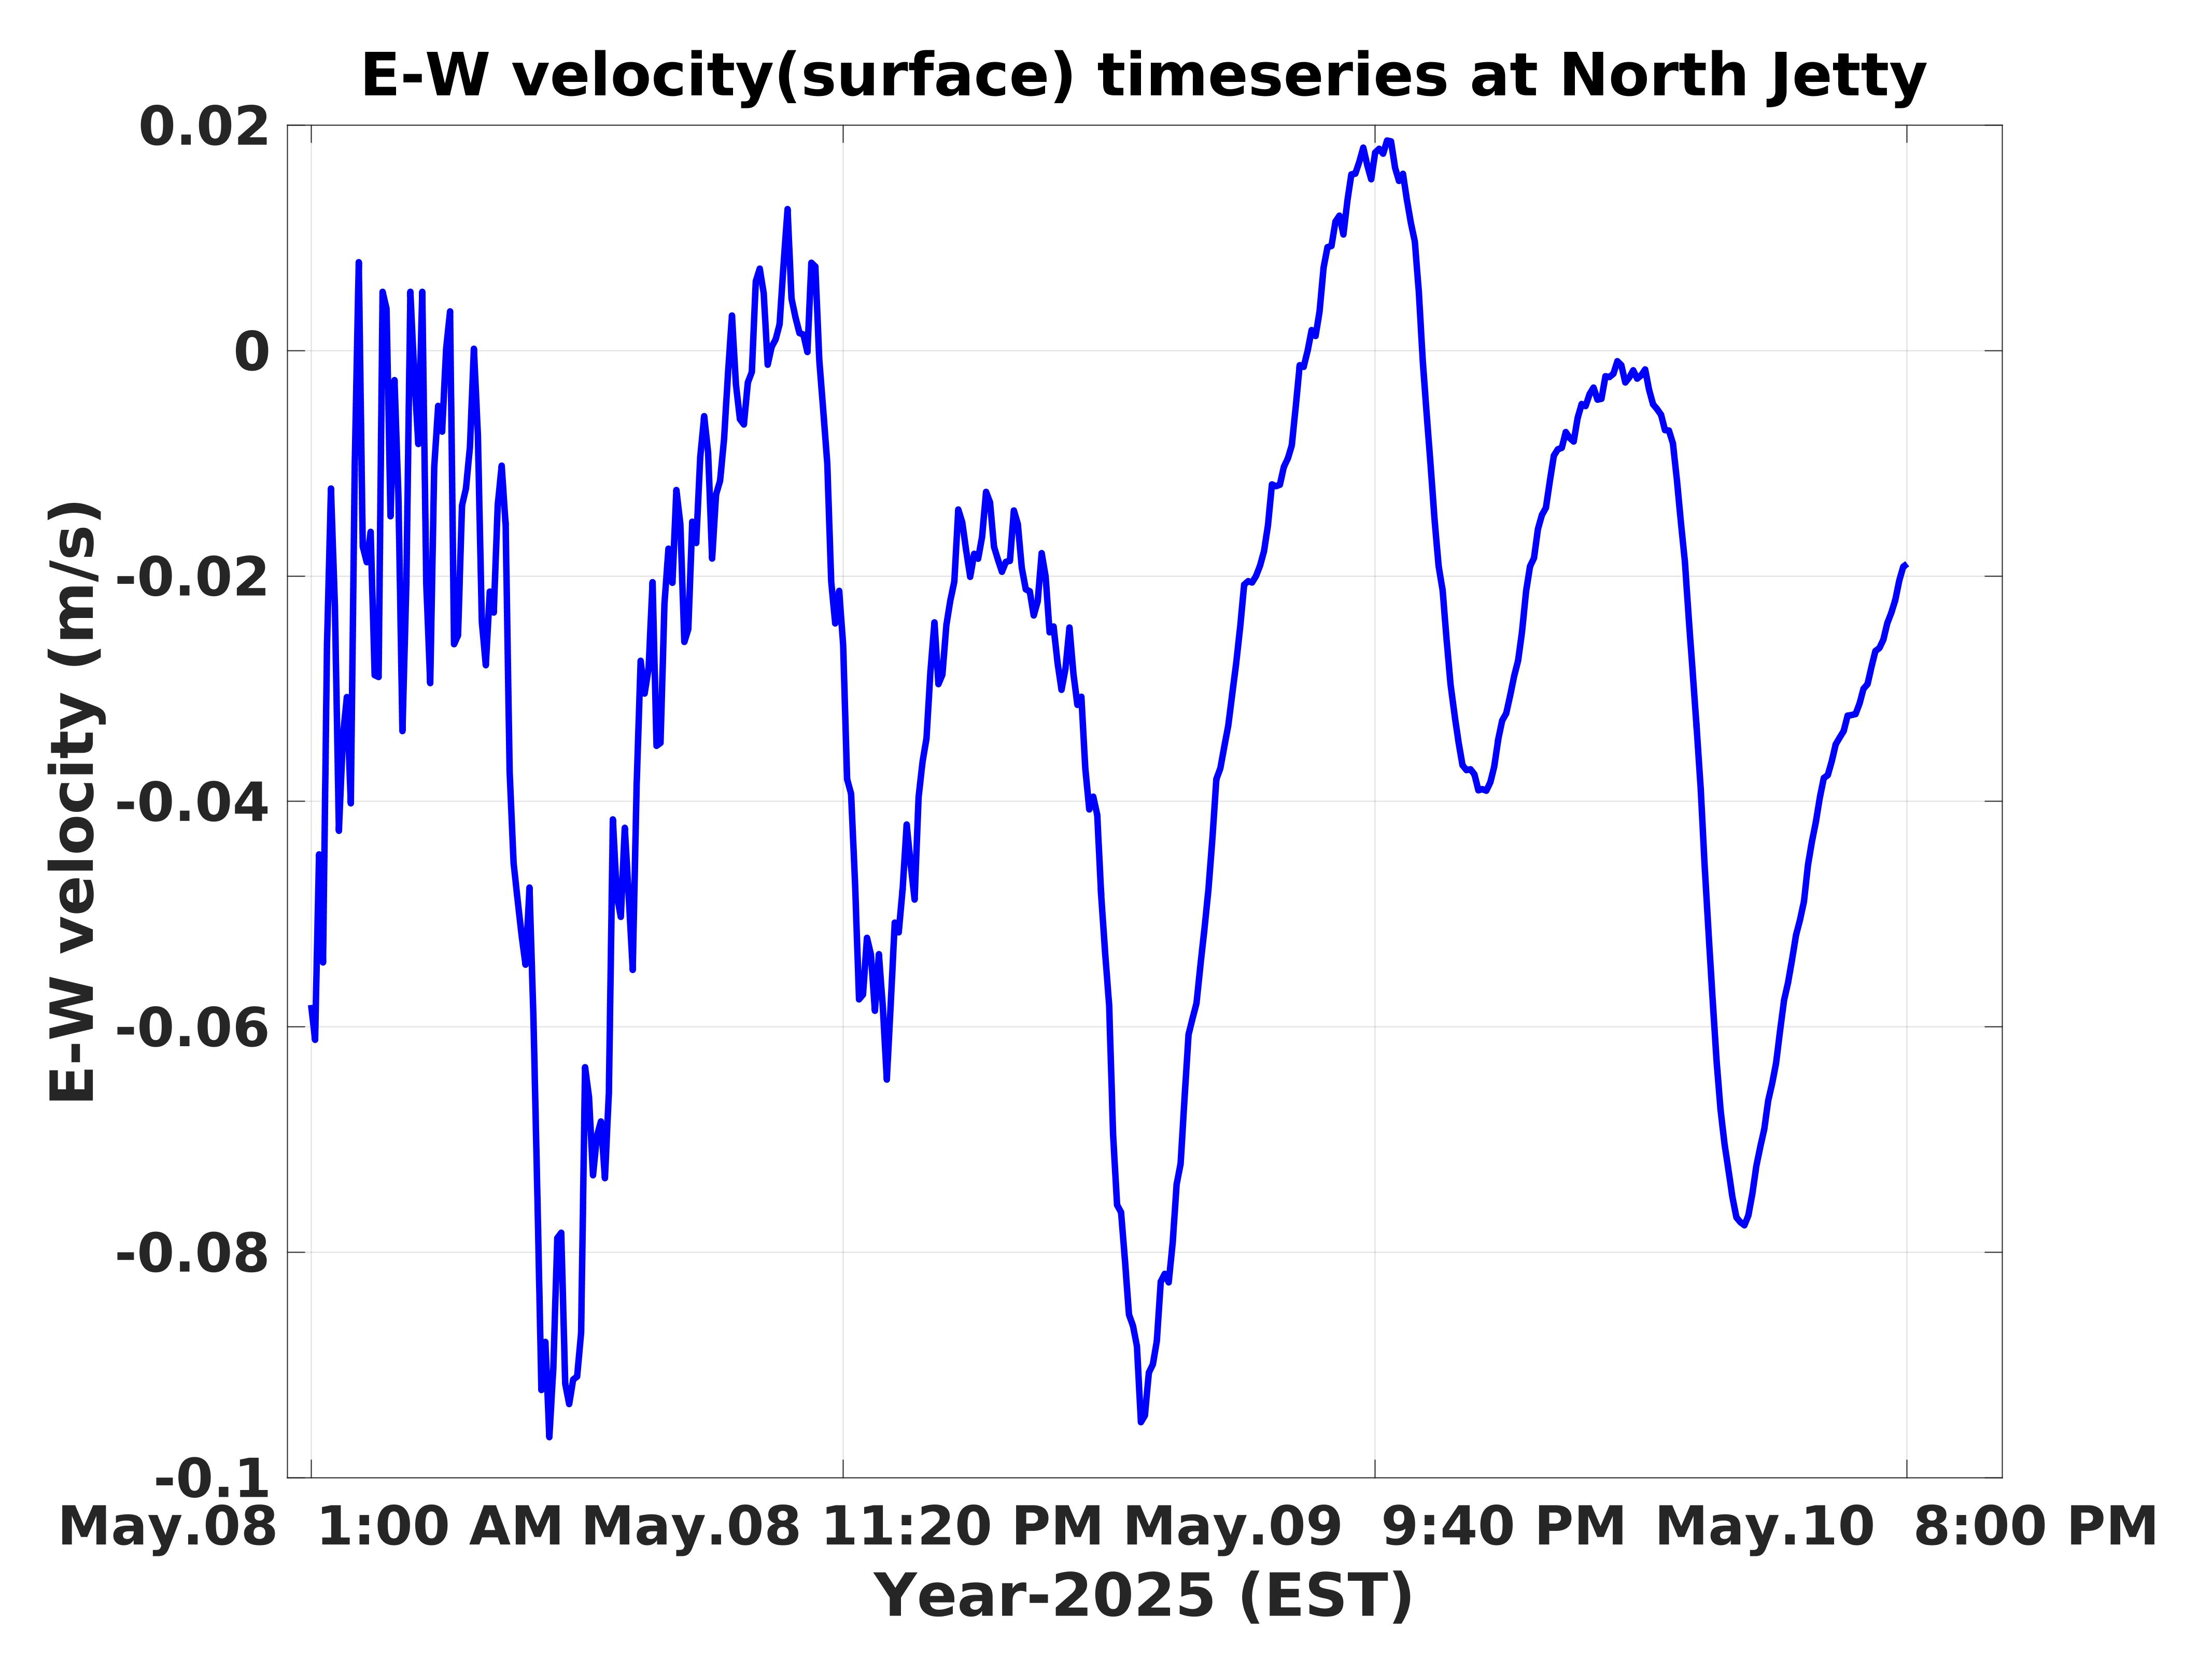 E-W velocity(surface) timeseries at North Jetty
0.02
0
-0.02
-0.04
-0.06
-0.08
-0.1
E-W velocity (m/s)
May.08 1:00 AM May.08 11:20 PM May.09 9:40 PM May.10 8:00 PM
Year-2025 (EST)